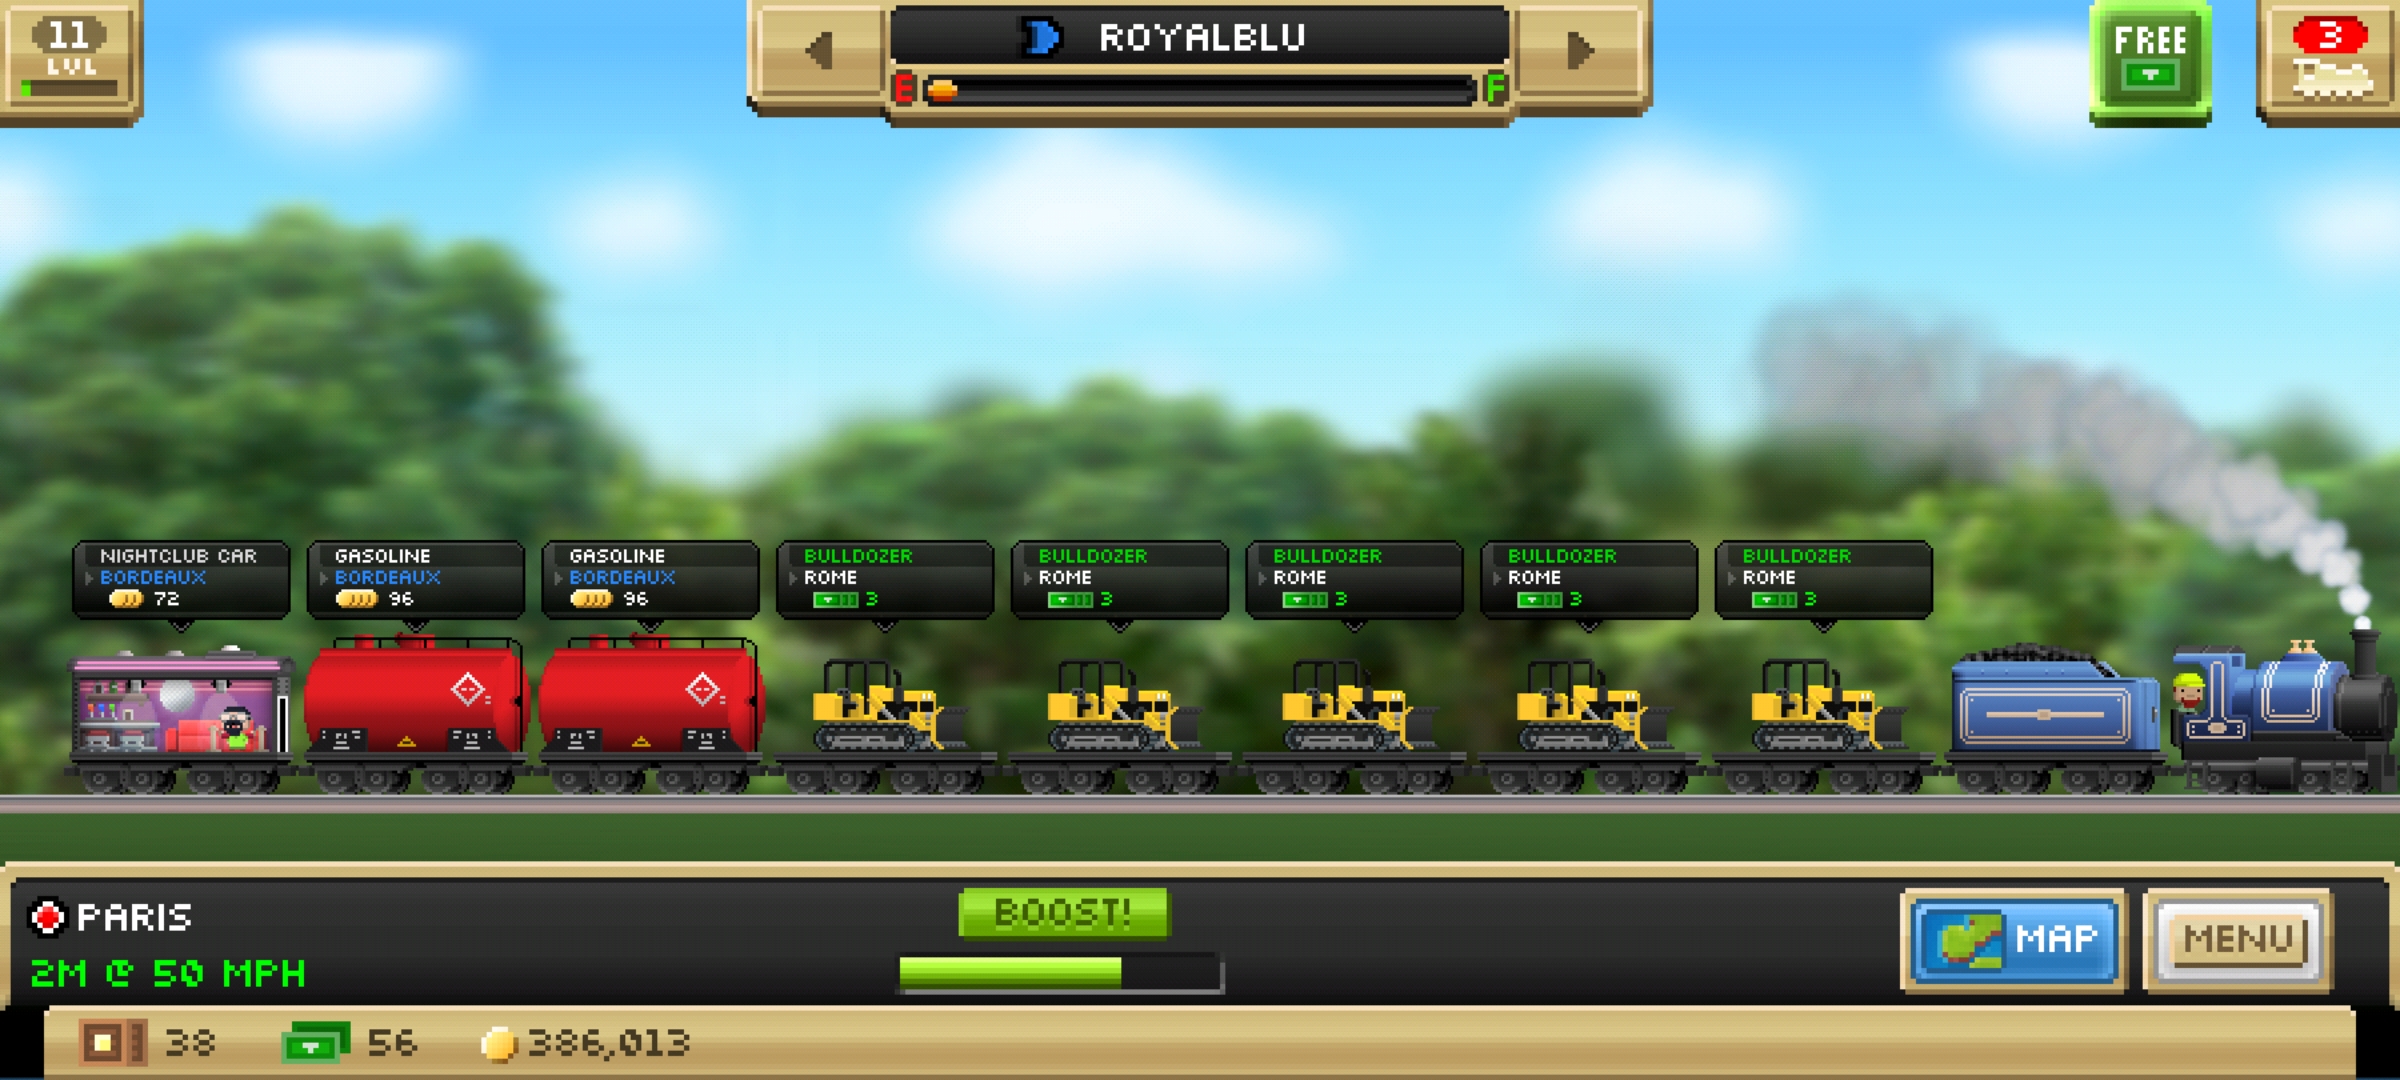 11
LVL
ROYALBLU
E F
FREE
3
NIGHTCLUB CAR
BORDEAUX
72
GASOLINE
BORDEAUX
96
GASOLINE
BORDEAUX
96
BULLDOZER
ROME
3
BULLDOZER
ROME
3
BULLDOZER
ROME
3
BULLDOZER
ROME
3
BULLDOZER
ROME
3
PARIS
2M @ 50 MPH
BOOST!
MAP
MENU
38
56
386,013